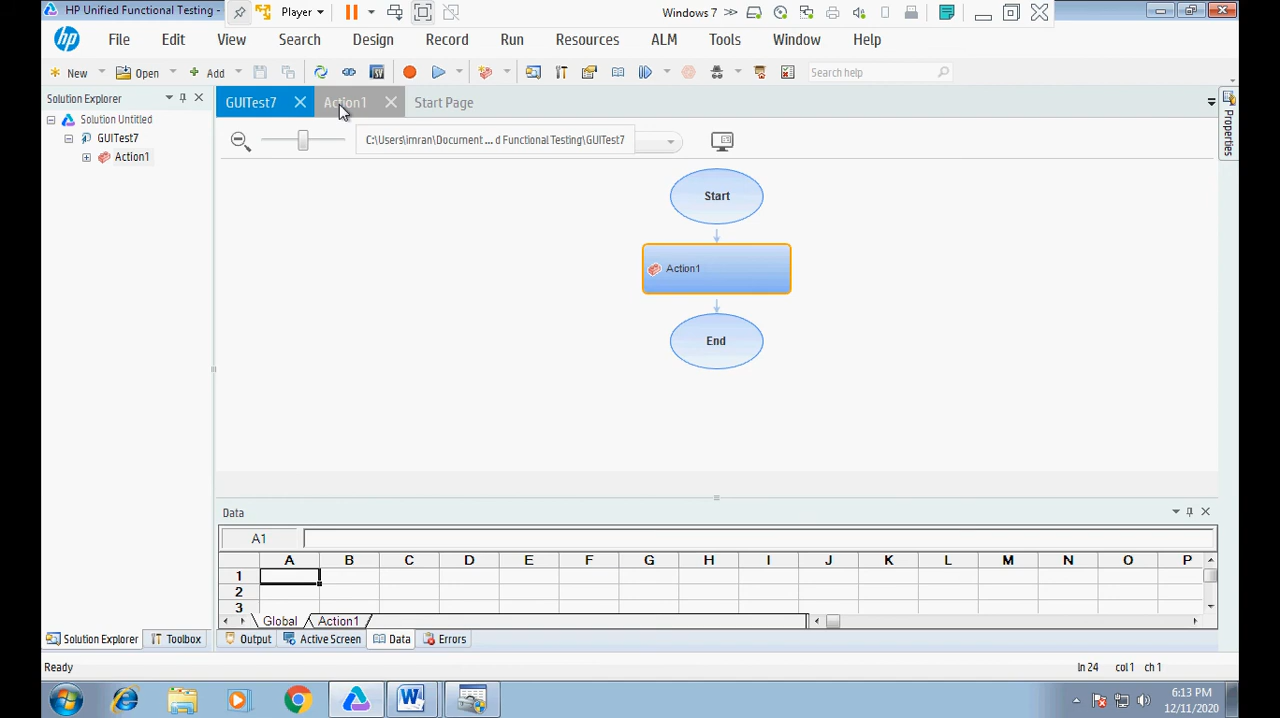 HP Unified Functional Testing -
Player
Windows 7
File Edit View Search Design Record Run Resources ALM Tools Window Help
New Open Add Search help
Solution Explorer
GUITest7 Action1 Start Page
Properties
Solution Untitled
GUITest7
Action1
C:\Users\imran\Document ... d Functional Testing\GUITest7
Start
Action1
End
Data
A1
A B C D E F G H I J K L M N O P
1
2
3
Global Action1
Solution Explorer Toolbox Output Active Screen Data Errors
Ready ln 24 col 1 ch 1
6:13 PM
12/11/2020